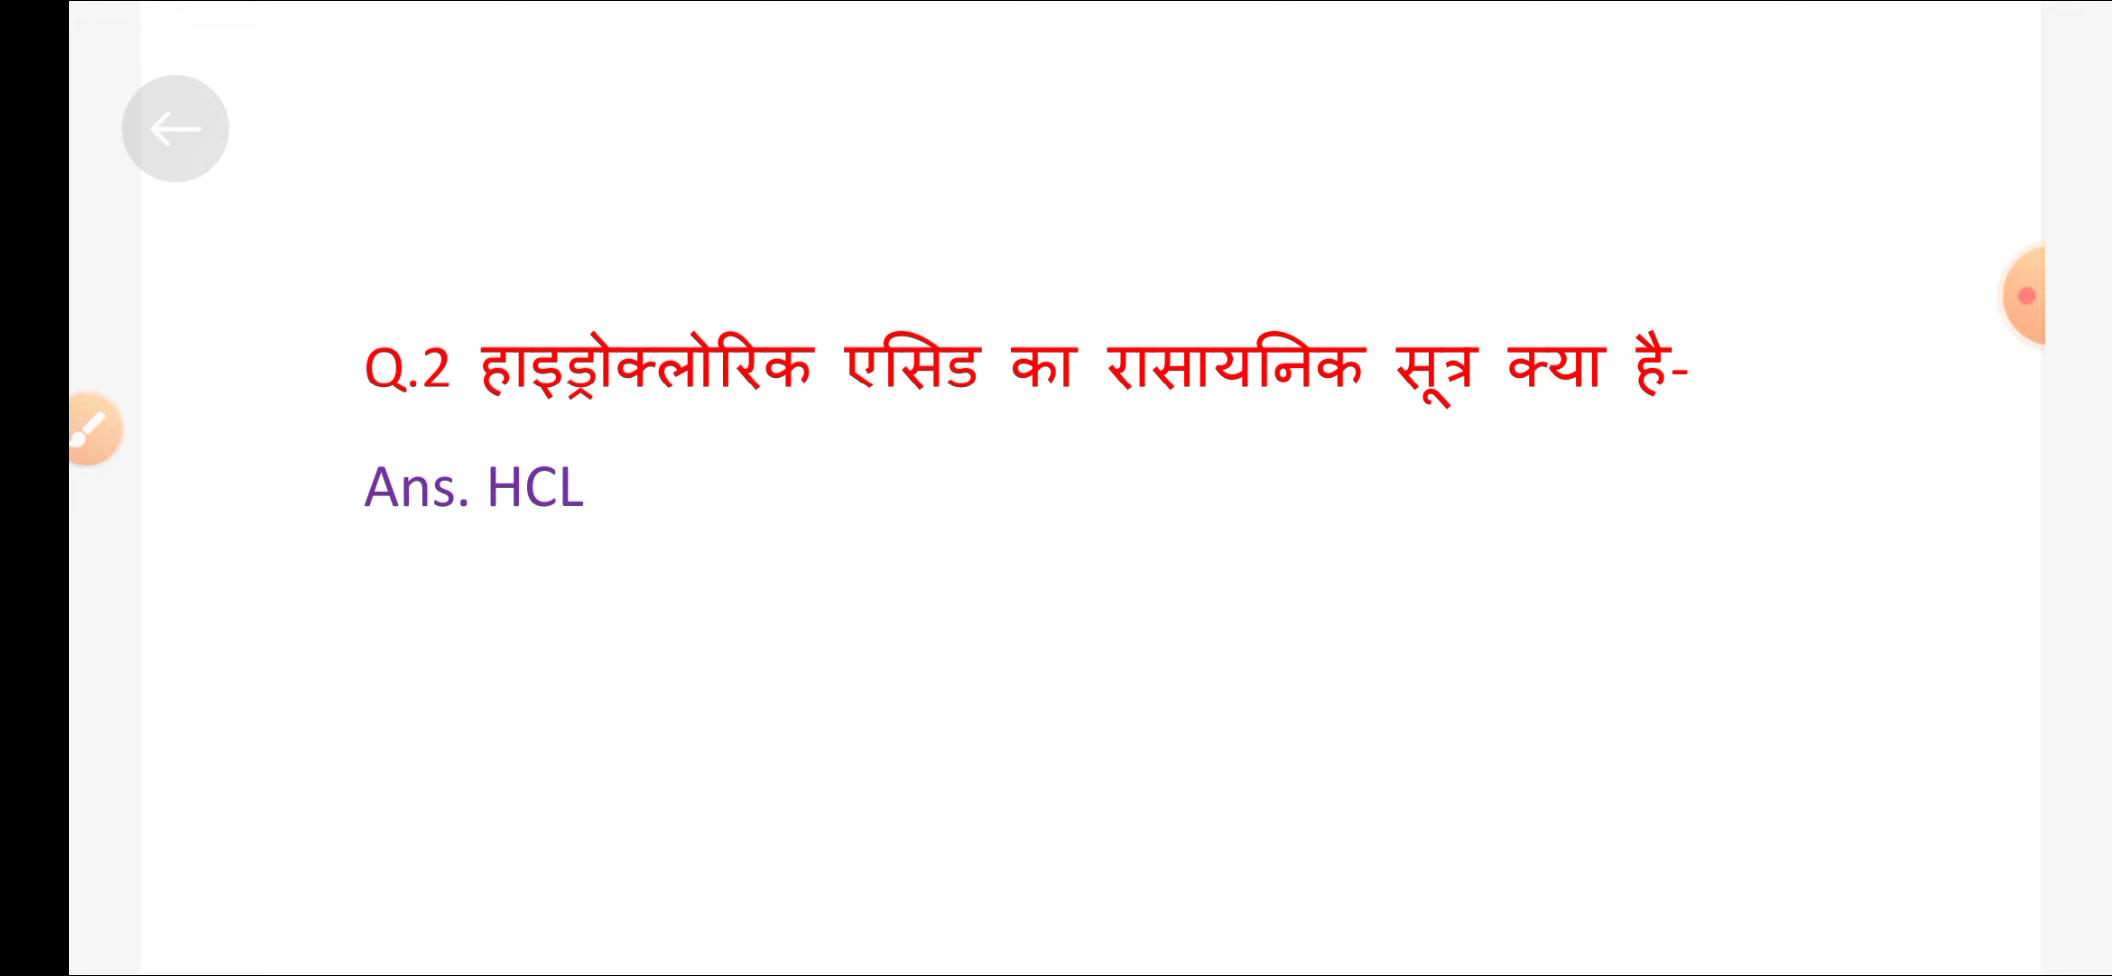 Q.2 हाइड्रोक्लोरिक एसिड का रासायनिक सूत्र क्या है-
Ans. HCL